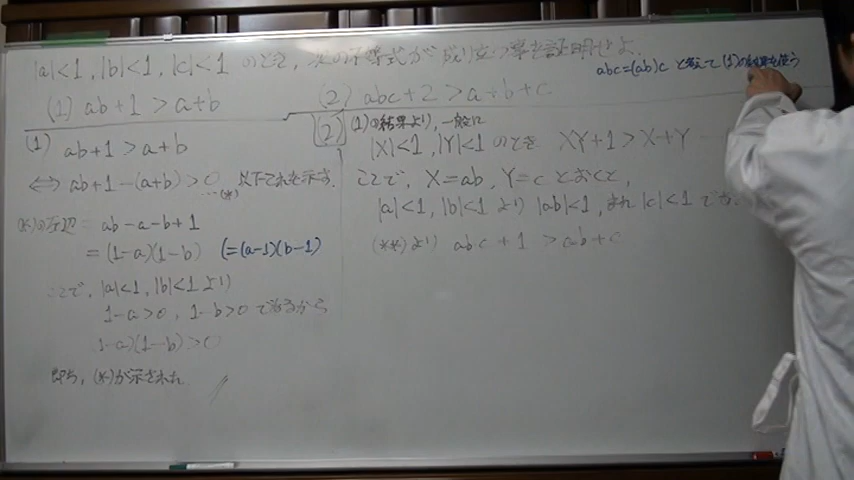 |a|<1, |b|<1, |c|<1 のとき, 次の不等式が成り立つ事を証明せよ.
abc=(ab)c と考えて (1)の結果を使う
(1) ab+1>a+b
(2) abc+2>a+b+c
(1) ab+1>a+b
⇔ ab+1-(a+b)>0 以下これを示す.
…(*)
(*)の左辺= ab-a-b+1
=(1-a)(1-b) (=(a-1)(b-1))
ここで, |a|<1, |b|<1 より
1-a>0, 1-b>0 であるから
(1-a)(1-b)>0
即ち, (*)が示された.
(2) (1)の結果より, 一般に
|X|<1, |Y|<1 のとき XY+1>X+Y
ここで, X=ab, Y=c とおくと,
|a|<1, |b|<1 より |ab|<1, また |c|<1
(**)より abc+1>ab+c